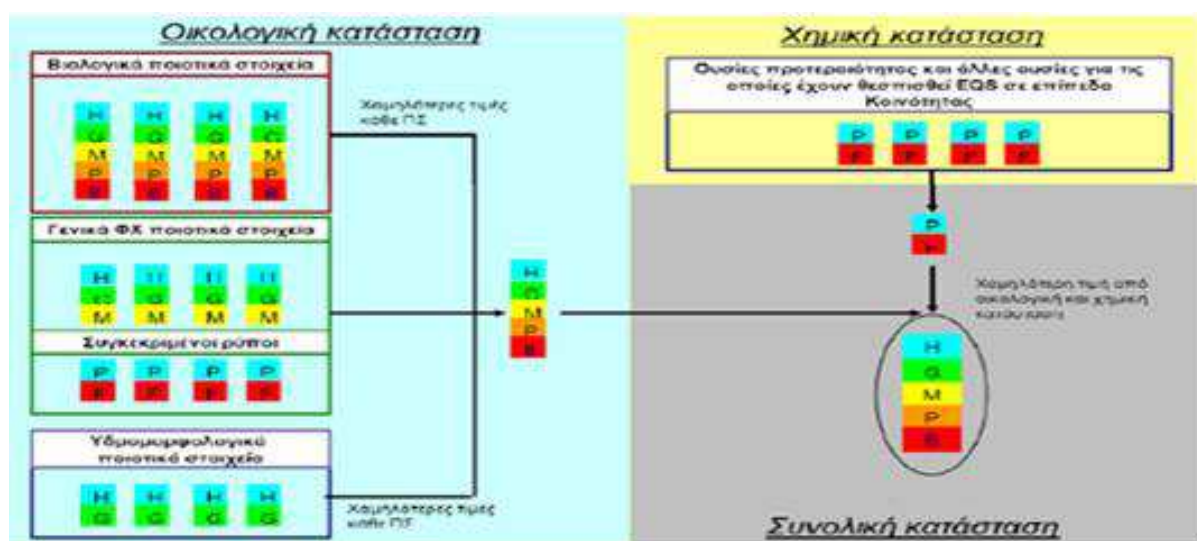 Οικολογική κατάσταση
Βιολογικά ποιοτικά στοιχεία
H H H H
G G G G
M M M M
P P P P
B B B B
Χαμηλότερες τιμές
κάθε ΠΣ
Γενικά ΦΧ ποιοτικά στοιχεία
H
G G G
M M M M
Συγκεκριμένοι ρύποι
P P P P
F F F F
Υδρομορφολογικά
ποιοτικά στοιχεία
H H H H
G G G G
Χαμηλότερες τιμές
κάθε ΠΣ
H
G
M
P
B
Χημική κατάσταση
Ουσίες προτεραιότητας και άλλες ουσίες για τις
οποίες έχουν θεσπισθεί EQS σε επίπεδο
Κοινότητας
P P P P
F F F F
P
F
Χαμηλότερη τιμή από
οικολογική και χημική
κατάσταση
H
G
M
P
B
Συνολική κατάσταση